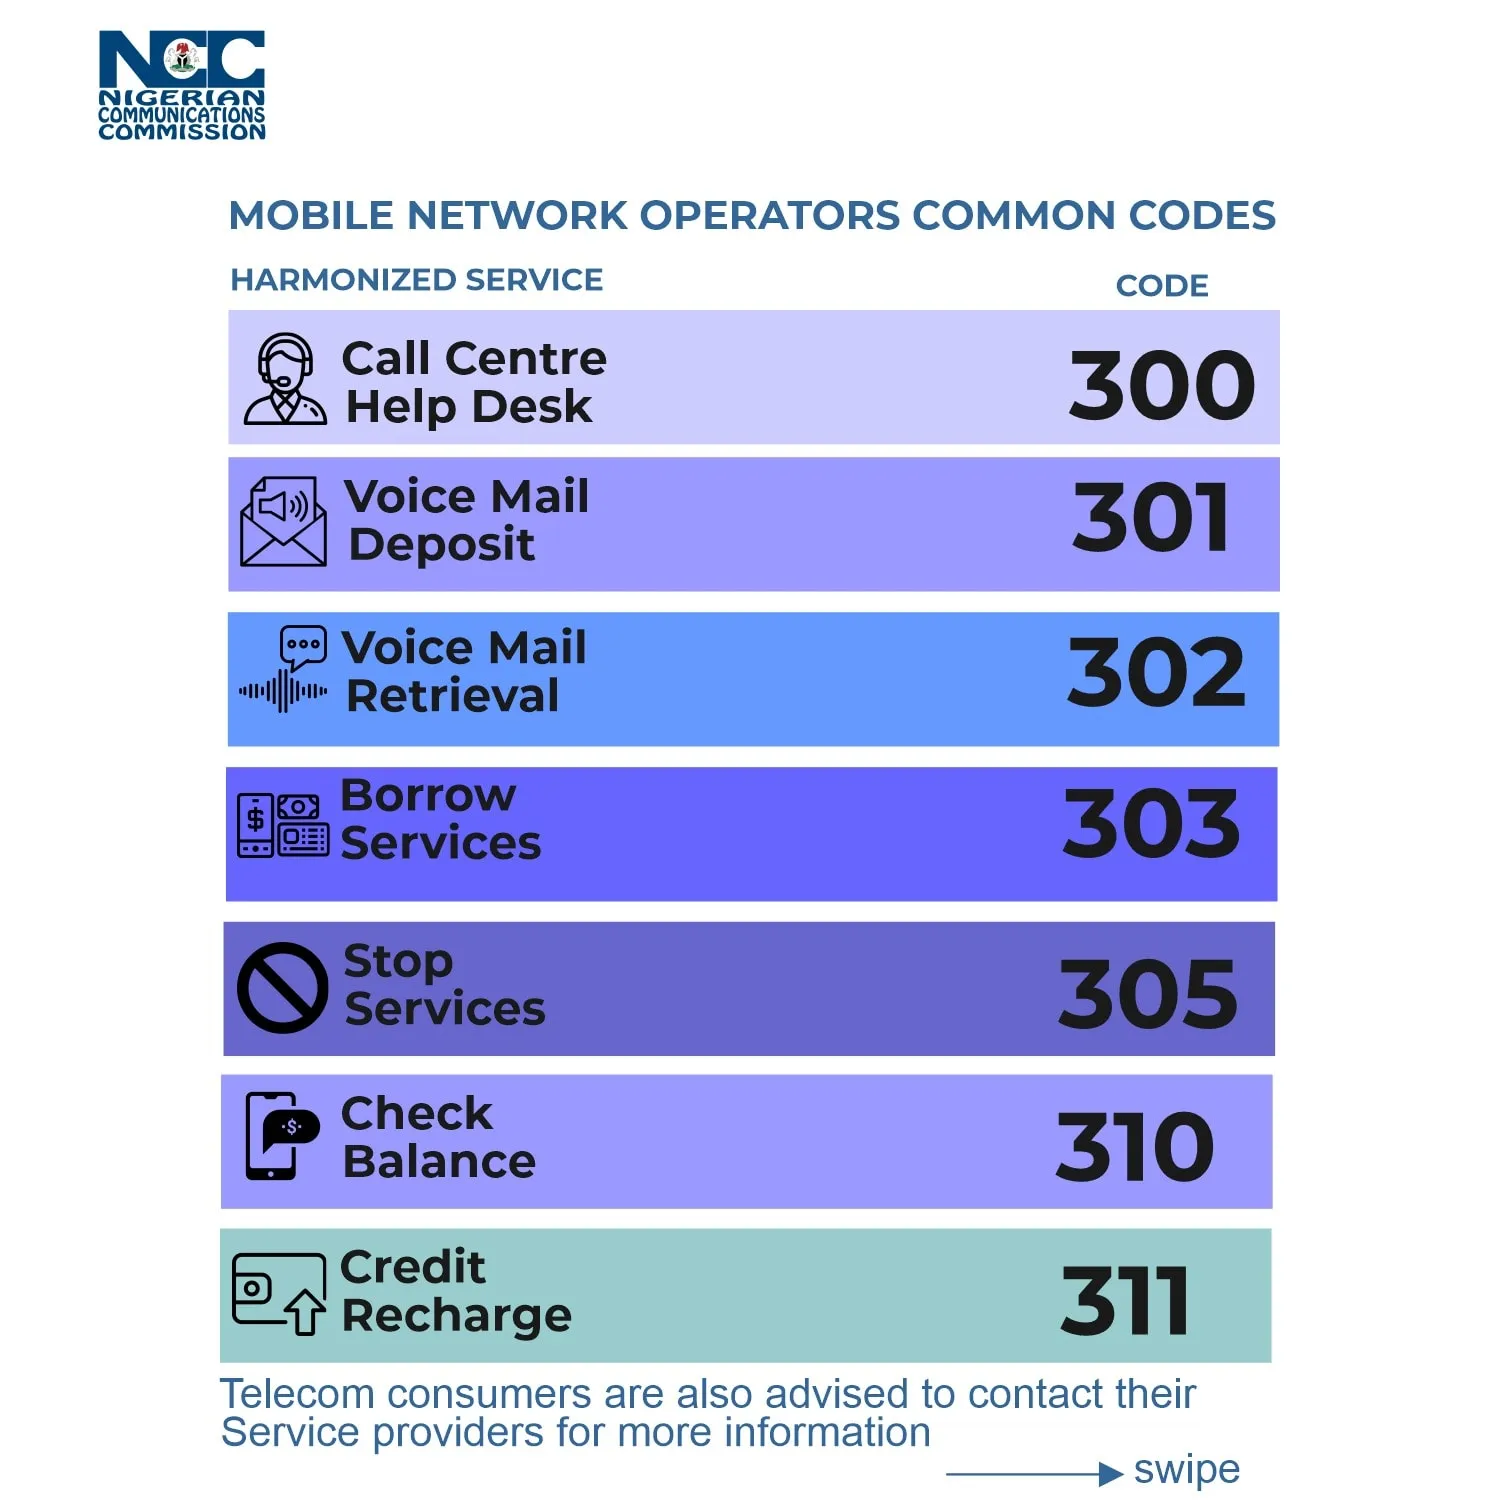 NCC
NIGERIAN
COMMUNICATIONS
COMMISSION
MOBILE NETWORK OPERATORS COMMON CODES
HARMONIZED SERVICE CODE
Call Centre
Help Desk
300
Voice Mail
Deposit
301
Voice Mail
Retrieval
302
$
Borrow
Services
303
Stop
Services
305
$
Check
Balance
310
Credit
Recharge
311
Telecom consumers are also advised to contact their
Service providers for more information
swipe